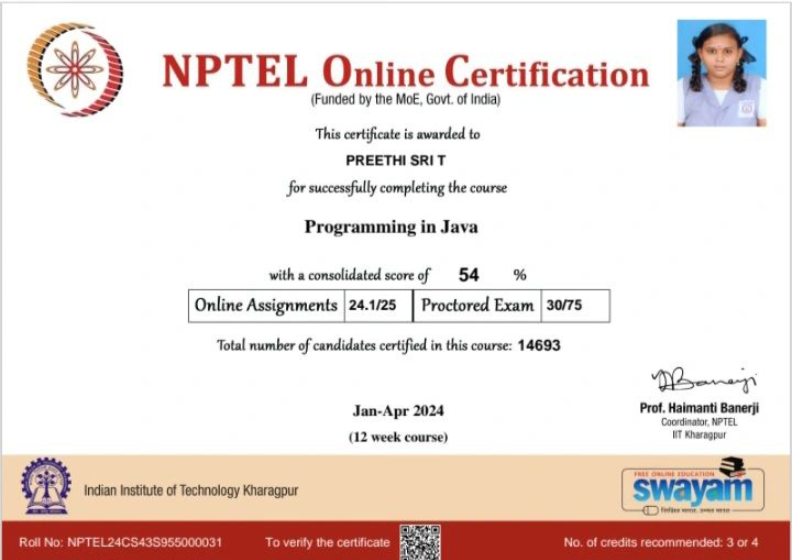 NPTEL Online Certification
(Funded by the MoE, Govt. of India)
This certificate is awarded to
PREETHI SRI T
for successfully completing the course
Programming in Java
with a consolidated score of 54 %
Online Assignments 24.1/25 Proctored Exam 30/75
Total number of candidates certified in this course: 14693
Jan-Apr 2024
(12 week course)
Prof. Haimanti Banerji
Coordinator, NPTEL
IIT Kharagpur
Indian Institute of Technology Kharagpur
FREE ONLINE EDUCATION
swayam
शिक्षित भारत, उन्नत भारत
Roll No: NPTEL24CS43S955000031
To verify the certificate
No. of credits recommended: 3 or 4